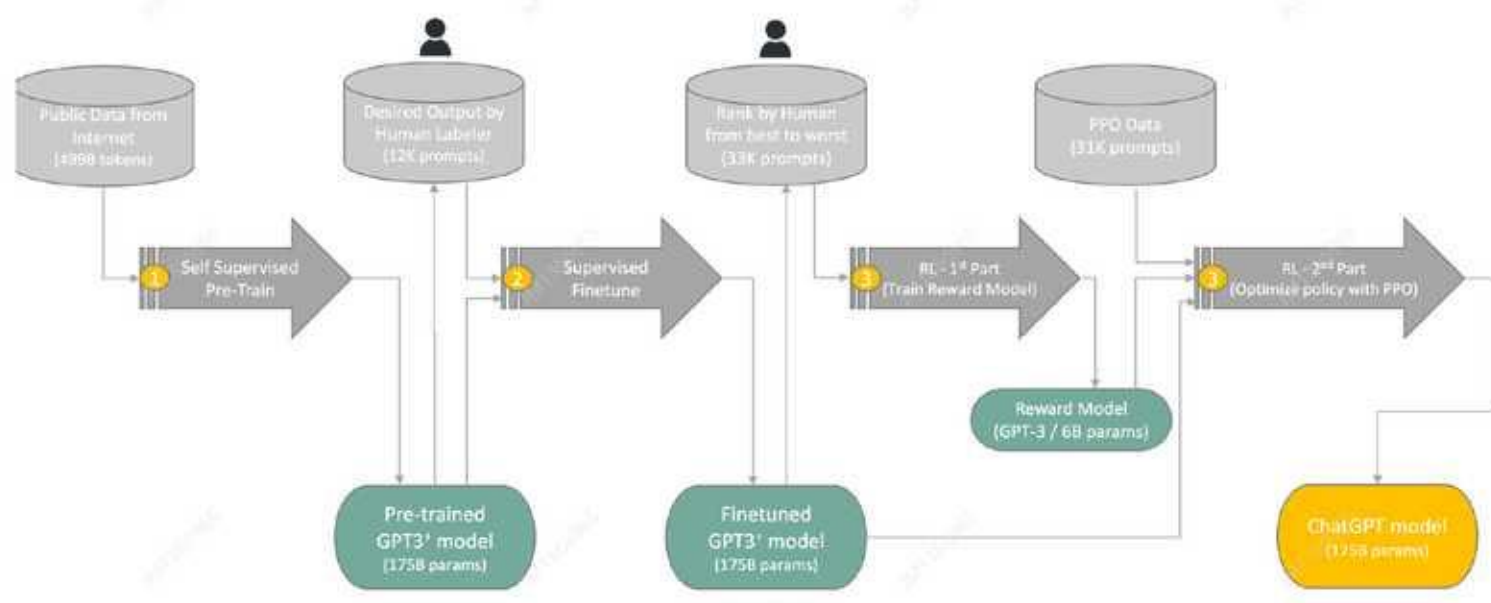 Public Data from
Internet
(499B tokens)
Desired Output by
Human Labeler
(12K prompts)
Rank by Human
from best to worst
(33K prompts)
PPO Data
(31K prompts)
1
Self Supervised
Pre-Train
2
Supervised
Finetune
3
RL - 1st Part
(Train Reward Model)
3
RL - 2nd Part
(Optimize policy with PPO)
Reward Model
(GPT-3 / 6B params)
Pre-trained
GPT3' model
(175B params)
Finetuned
GPT3' model
(175B params)
ChatGPT model
(175B params)